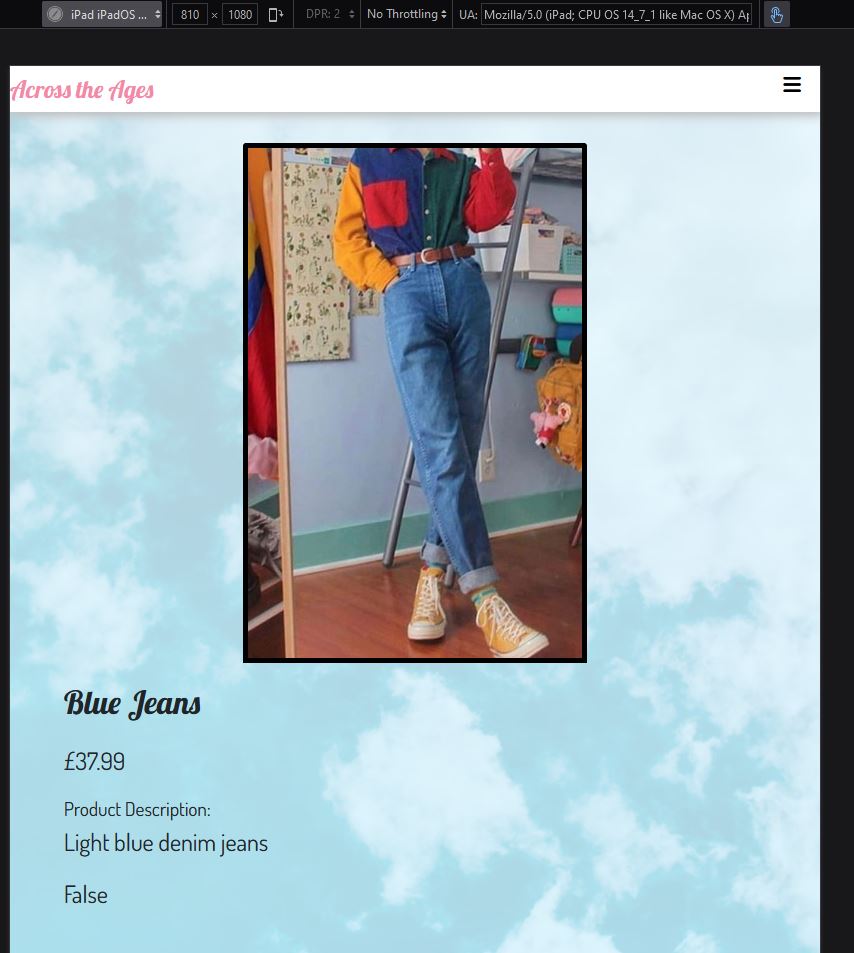 iPad iPadOS ... 810 × 1080 DPR: 2 No Throttling UA: Mozilla/5.0 (iPad; CPU OS 14_7_1 like Mac OS X) Ap
Across the Ages
Blue Jeans
£37.99
Product Description:
Light blue denim jeans
False